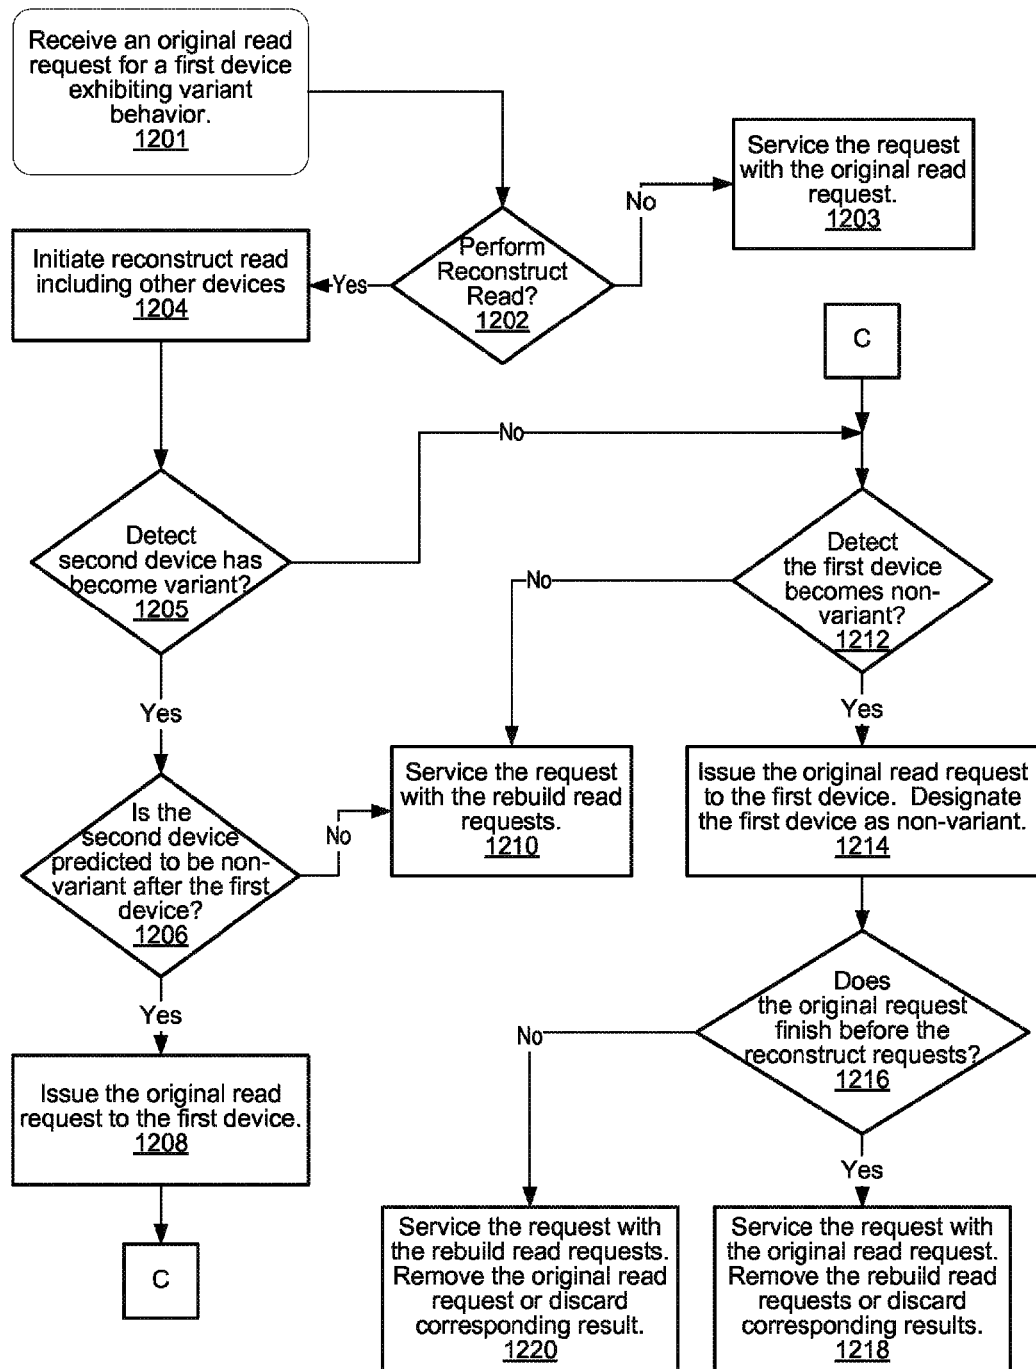 Receive an original read
request for a first device
exhibiting variant
behavior.
1201
Service the request
with the original read
request.
1203
No
Perform
Reconstruct
Read?
1202
Yes
Initiate reconstruct read
including other devices
1204
C
No
Detect
second device has
become variant?
1205
Detect
the first device
becomes non-
variant?
1212
No
Yes
Yes
Service the request
with the rebuild read
requests.
1210
Issue the original read request
to the first device. Designate
the first device as non-variant.
1214
Is the
second device
predicted to be non-
variant after the first
device?
1206
No
Yes
Does
the original request
finish before the
reconstruct requests?
1216
No
Yes
Issue the original read
request to the first device.
1208
C
Service the request with
the rebuild read requests.
Remove the original read
request or discard
corresponding result.
1220
Service the request with
the original read request.
Remove the rebuild read
requests or discard
corresponding results.
1218